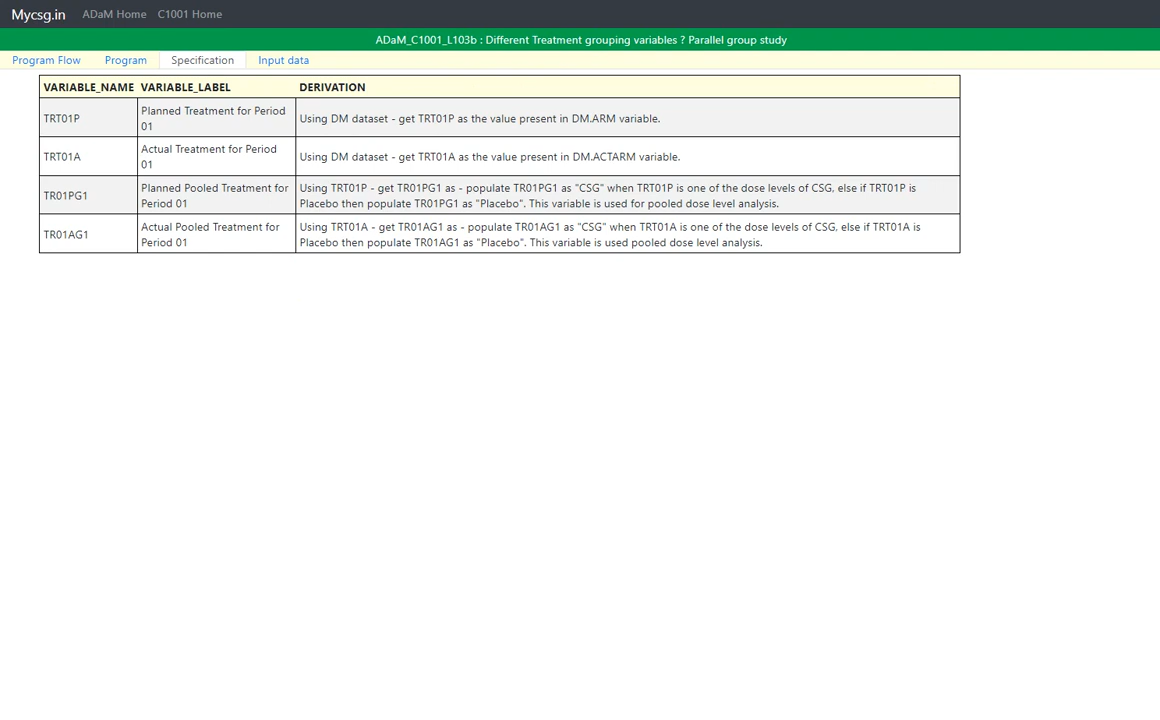 Mycsg.in ADaM Home C1001 Home
ADaM_C1001_L103b : Different Treatment grouping variables ? Parallel group study
Program Flow Program Specification Input data
VARIABLE_NAME VARIABLE_LABEL DERIVATION
TRT01P
Planned Treatment for Period
01
Using DM dataset - get TRT01P as the value present in DM.ARM variable.
TRT01A
Actual Treatment for Period
01
Using DM dataset - get TRT01A as the value present in DM.ACTARM variable.
TR01PG1
Planned Pooled Treatment for
Period 01
Using TRT01P - get TR01PG1 as - populate TR01PG1 as "CSG" when TRT01P is one of the dose levels of CSG, else if TRT01P is
Placebo then populate TR01PG1 as "Placebo". This variable is used for pooled dose level analysis.
TR01AG1
Actual Pooled Treatment for
Period 01
Using TRT01A - get TR01AG1 as - populate TR01AG1 as "CSG" when TRT01A is one of the dose levels of CSG, else if TRT01A is
Placebo then populate TR01AG1 as "Placebo". This variable is used pooled dose level analysis.